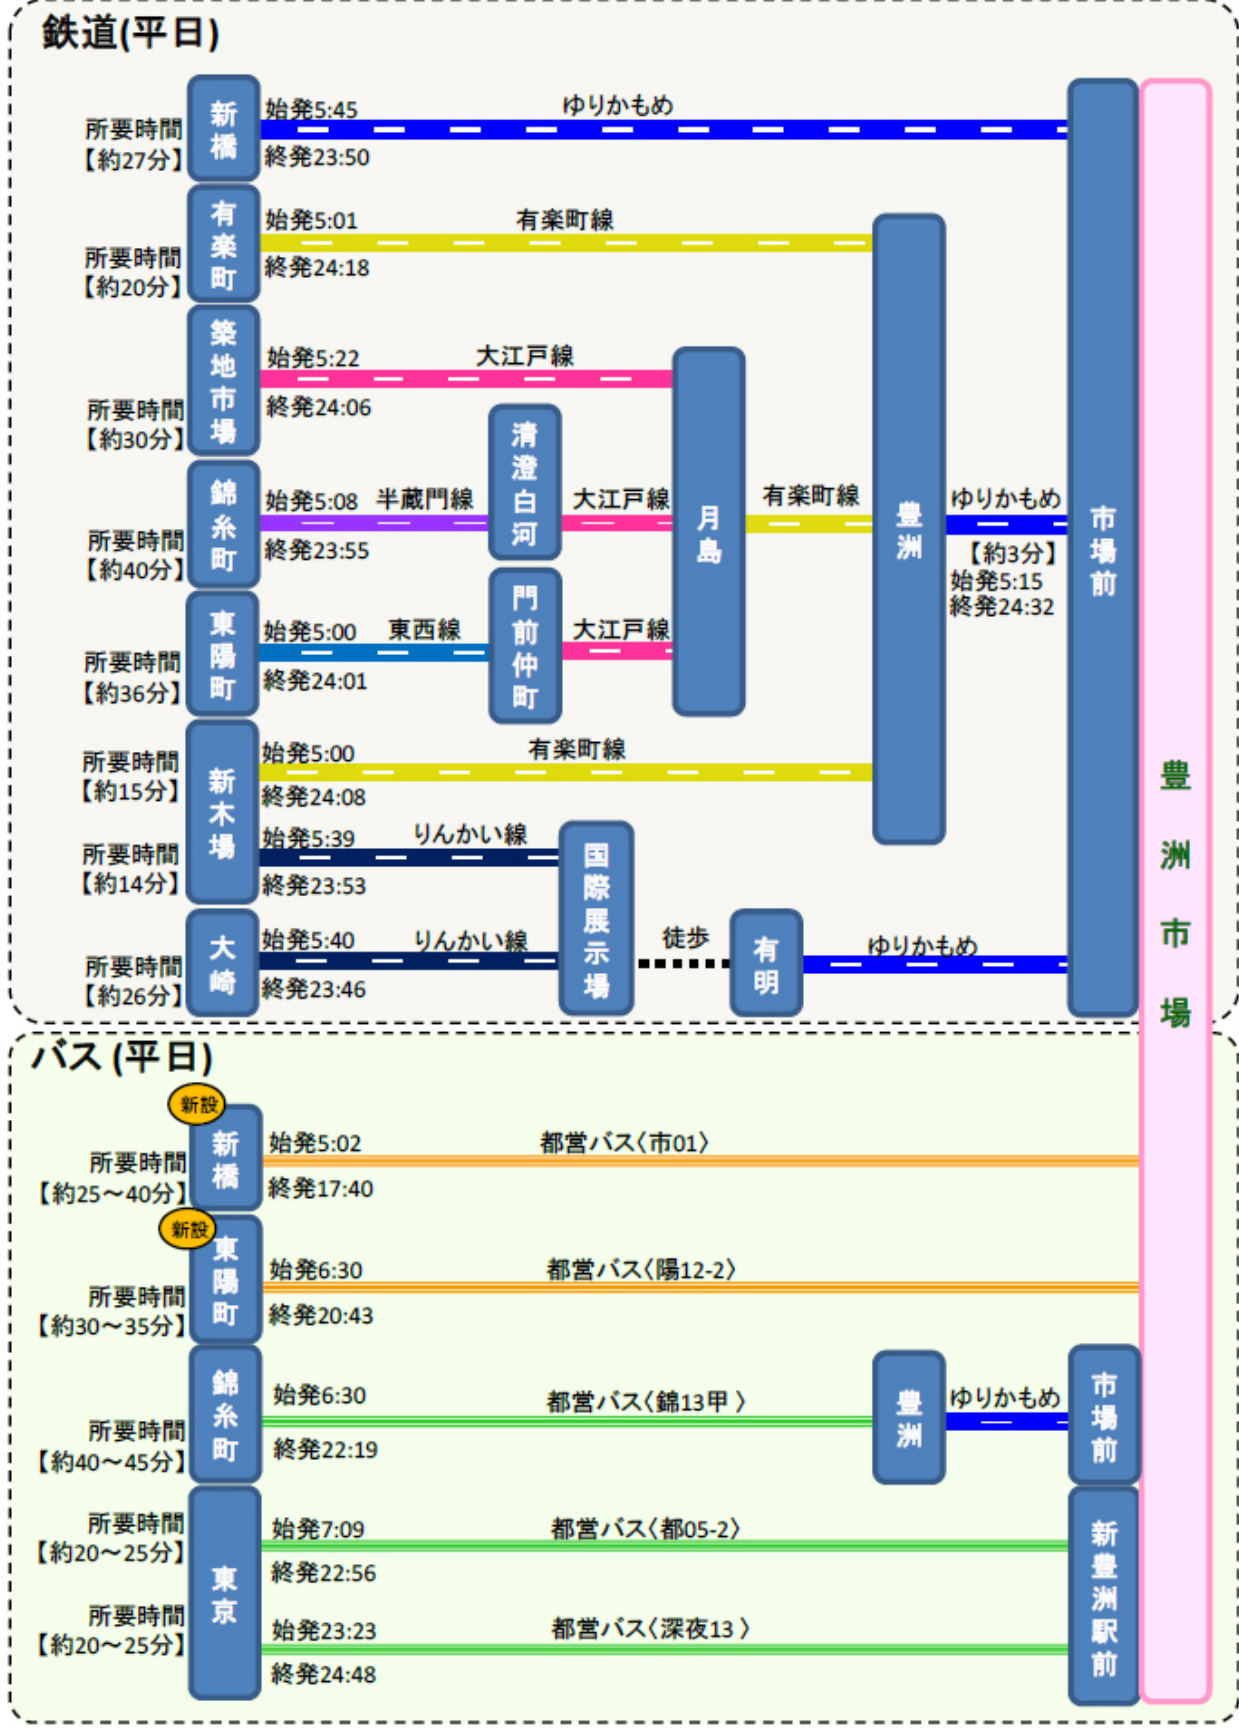 鉄道(平日)
新橋
所要時間
【約27分】
始発5:45
ゆりかもめ
終発23:50
有楽町
所要時間
【約20分】
始発5:01
有楽町線
終発24:18
築地市場
所要時間
【約30分】
始発5:22
大江戸線
終発24:06
錦糸町
所要時間
【約40分】
始発5:08
半蔵門線
終発23:55
清澄白河
大江戸線
東陽町
所要時間
【約36分】
始発5:00
東西線
終発24:01
門前仲町
大江戸線
月島
有楽町線
新木場
所要時間
【約15分】
始発5:00
有楽町線
終発24:08
豊洲
ゆりかもめ
【約3分】
始発5:15
終発24:32
所要時間
【約14分】
始発5:39
りんかい線
終発23:53
大崎
所要時間
【約26分】
始発5:40
りんかい線
終発23:46
国際展示場
徒歩
有明
ゆりかもめ
市場前
豊洲市場
バス(平日)
新設
新橋
所要時間
【約25～40分】
始発5:02
都営バス〈市01〉
終発17:40
新設
東陽町
所要時間
【約30～35分】
始発6:30
都営バス〈陽12-2〉
終発20:43
錦糸町
所要時間
【約40～45分】
始発6:30
都営バス〈錦13甲 〉
終発22:19
豊洲
ゆりかもめ
市場前
東京
所要時間
【約20～25分】
始発7:09
都営バス〈都05-2〉
終発22:56
所要時間
【約20～25分】
始発23:23
都営バス〈深夜13 〉
終発24:48
新豊洲駅前